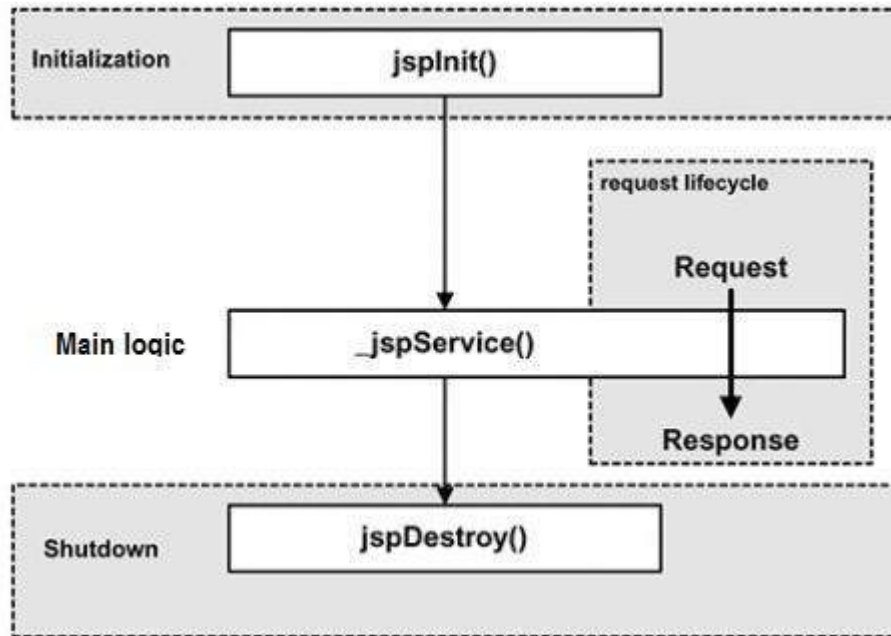 Initialization
jspInit()
request lifecycle
Request
Main logic
_jspService()
Response
jspDestroy()
Shutdown